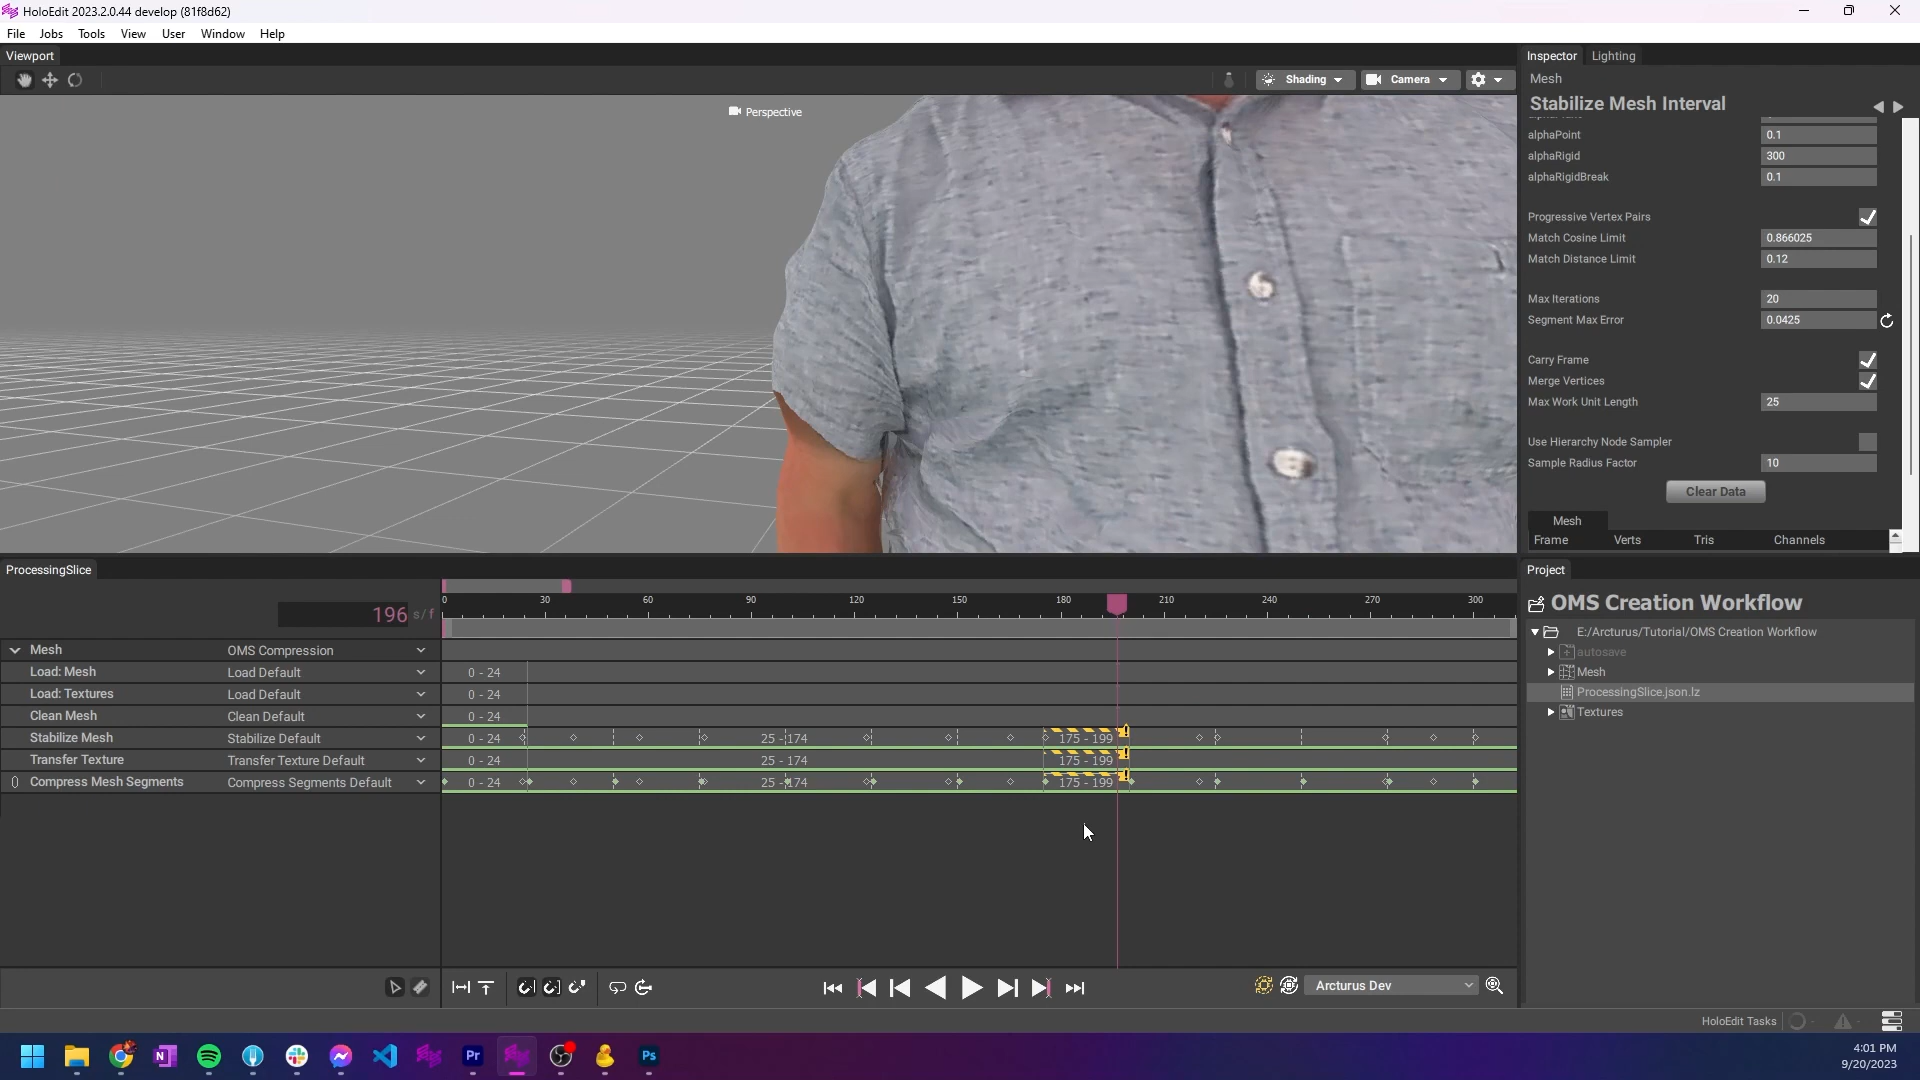 HoloEdit 2023.2.0.44 develop (81f8d62)
File Jobs Tools View User Window Help
Viewport
Shading Camera
Perspective
Inspector Lighting
Mesh
Stabilize Mesh Interval
alphaPoint 0.1
alphaRigid 300
alphaRigidBreak 0.1
Progressive Vertex Pairs
Match Cosine Limit 0.866025
Match Distance Limit 0.12
Max Iterations 20
Segment Max Error 0.0425
Carry Frame
Merge Vertices
Max Work Unit Length 25
Use Hierarchy Node Sampler
Sample Radius Factor 10
Clear Data
Mesh
Frame Verts Tris Channels
ProcessingSlice
196 s/f
0 30 60 90 120 150 180 210 240 270 300
Mesh OMS Compression
Load: Mesh Load Default 0 - 24
Load: Textures Load Default 0 - 24
Clean Mesh Clean Default 0 - 24
Stabilize Mesh Stabilize Default 0 - 24 25 - 174 175 - 199
Transfer Texture Transfer Texture Default 0 - 24 25 - 174 175 - 199
Compress Mesh Segments Compress Segments Default 0 - 24 25 - 174 175 - 199
Arcturus Dev
Project
OMS Creation Workflow
E:/Arcturus/Tutorial/OMS Creation Workflow
autosave
Mesh
ProcessingSlice.json.lz
Textures
HoloEdit Tasks
N
Pr
Ps
4:01 PM
9/20/2023